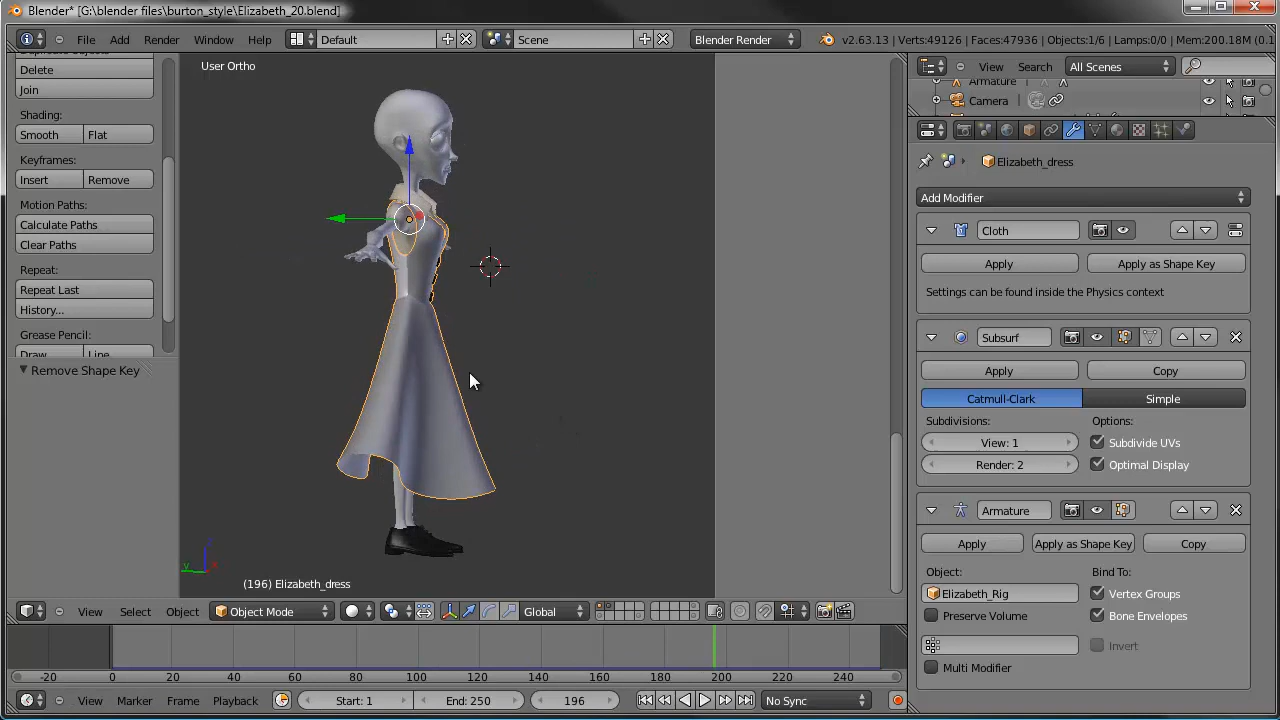 Blender* [G:\blender files\burton_style\Elizabeth_20.blend]
File Add Render Window Help Default Scene Blender Render v2.63.13 | Verts:49126 | Faces:47936 | Objects:1/6 | Lamps:0/0 | Mem:200.18M (0.1
Delete
Join
Shading:
Smooth Flat
Keyframes:
Insert Remove
Motion Paths:
Calculate Paths
Clear Paths
Repeat:
Repeat Last
History...
Grease Pencil:
Draw Line
Remove Shape Key
User Ortho
(196) Elizabeth_dress
View Select Object Object Mode Global
-20 0 20 40 60 80 100 120 140 160 180 200 220 240
View Marker Frame Playback Start: 1 End: 250 196 No Sync
View Search All Scenes
Armature
Camera
Elizabeth_dress
Add Modifier
Cloth
Apply Apply as Shape Key
Settings can be found inside the Physics context
Subsurf
Apply Copy
Catmull-Clark Simple
Subdivisions: Options:
View: 1 Subdivide UVs
Render: 2 Optimal Display
Armature
Apply Apply as Shape Key Copy
Object: Bind To:
Elizabeth_Rig Vertex Groups
Preserve Volume Bone Envelopes
Invert
Multi Modifier